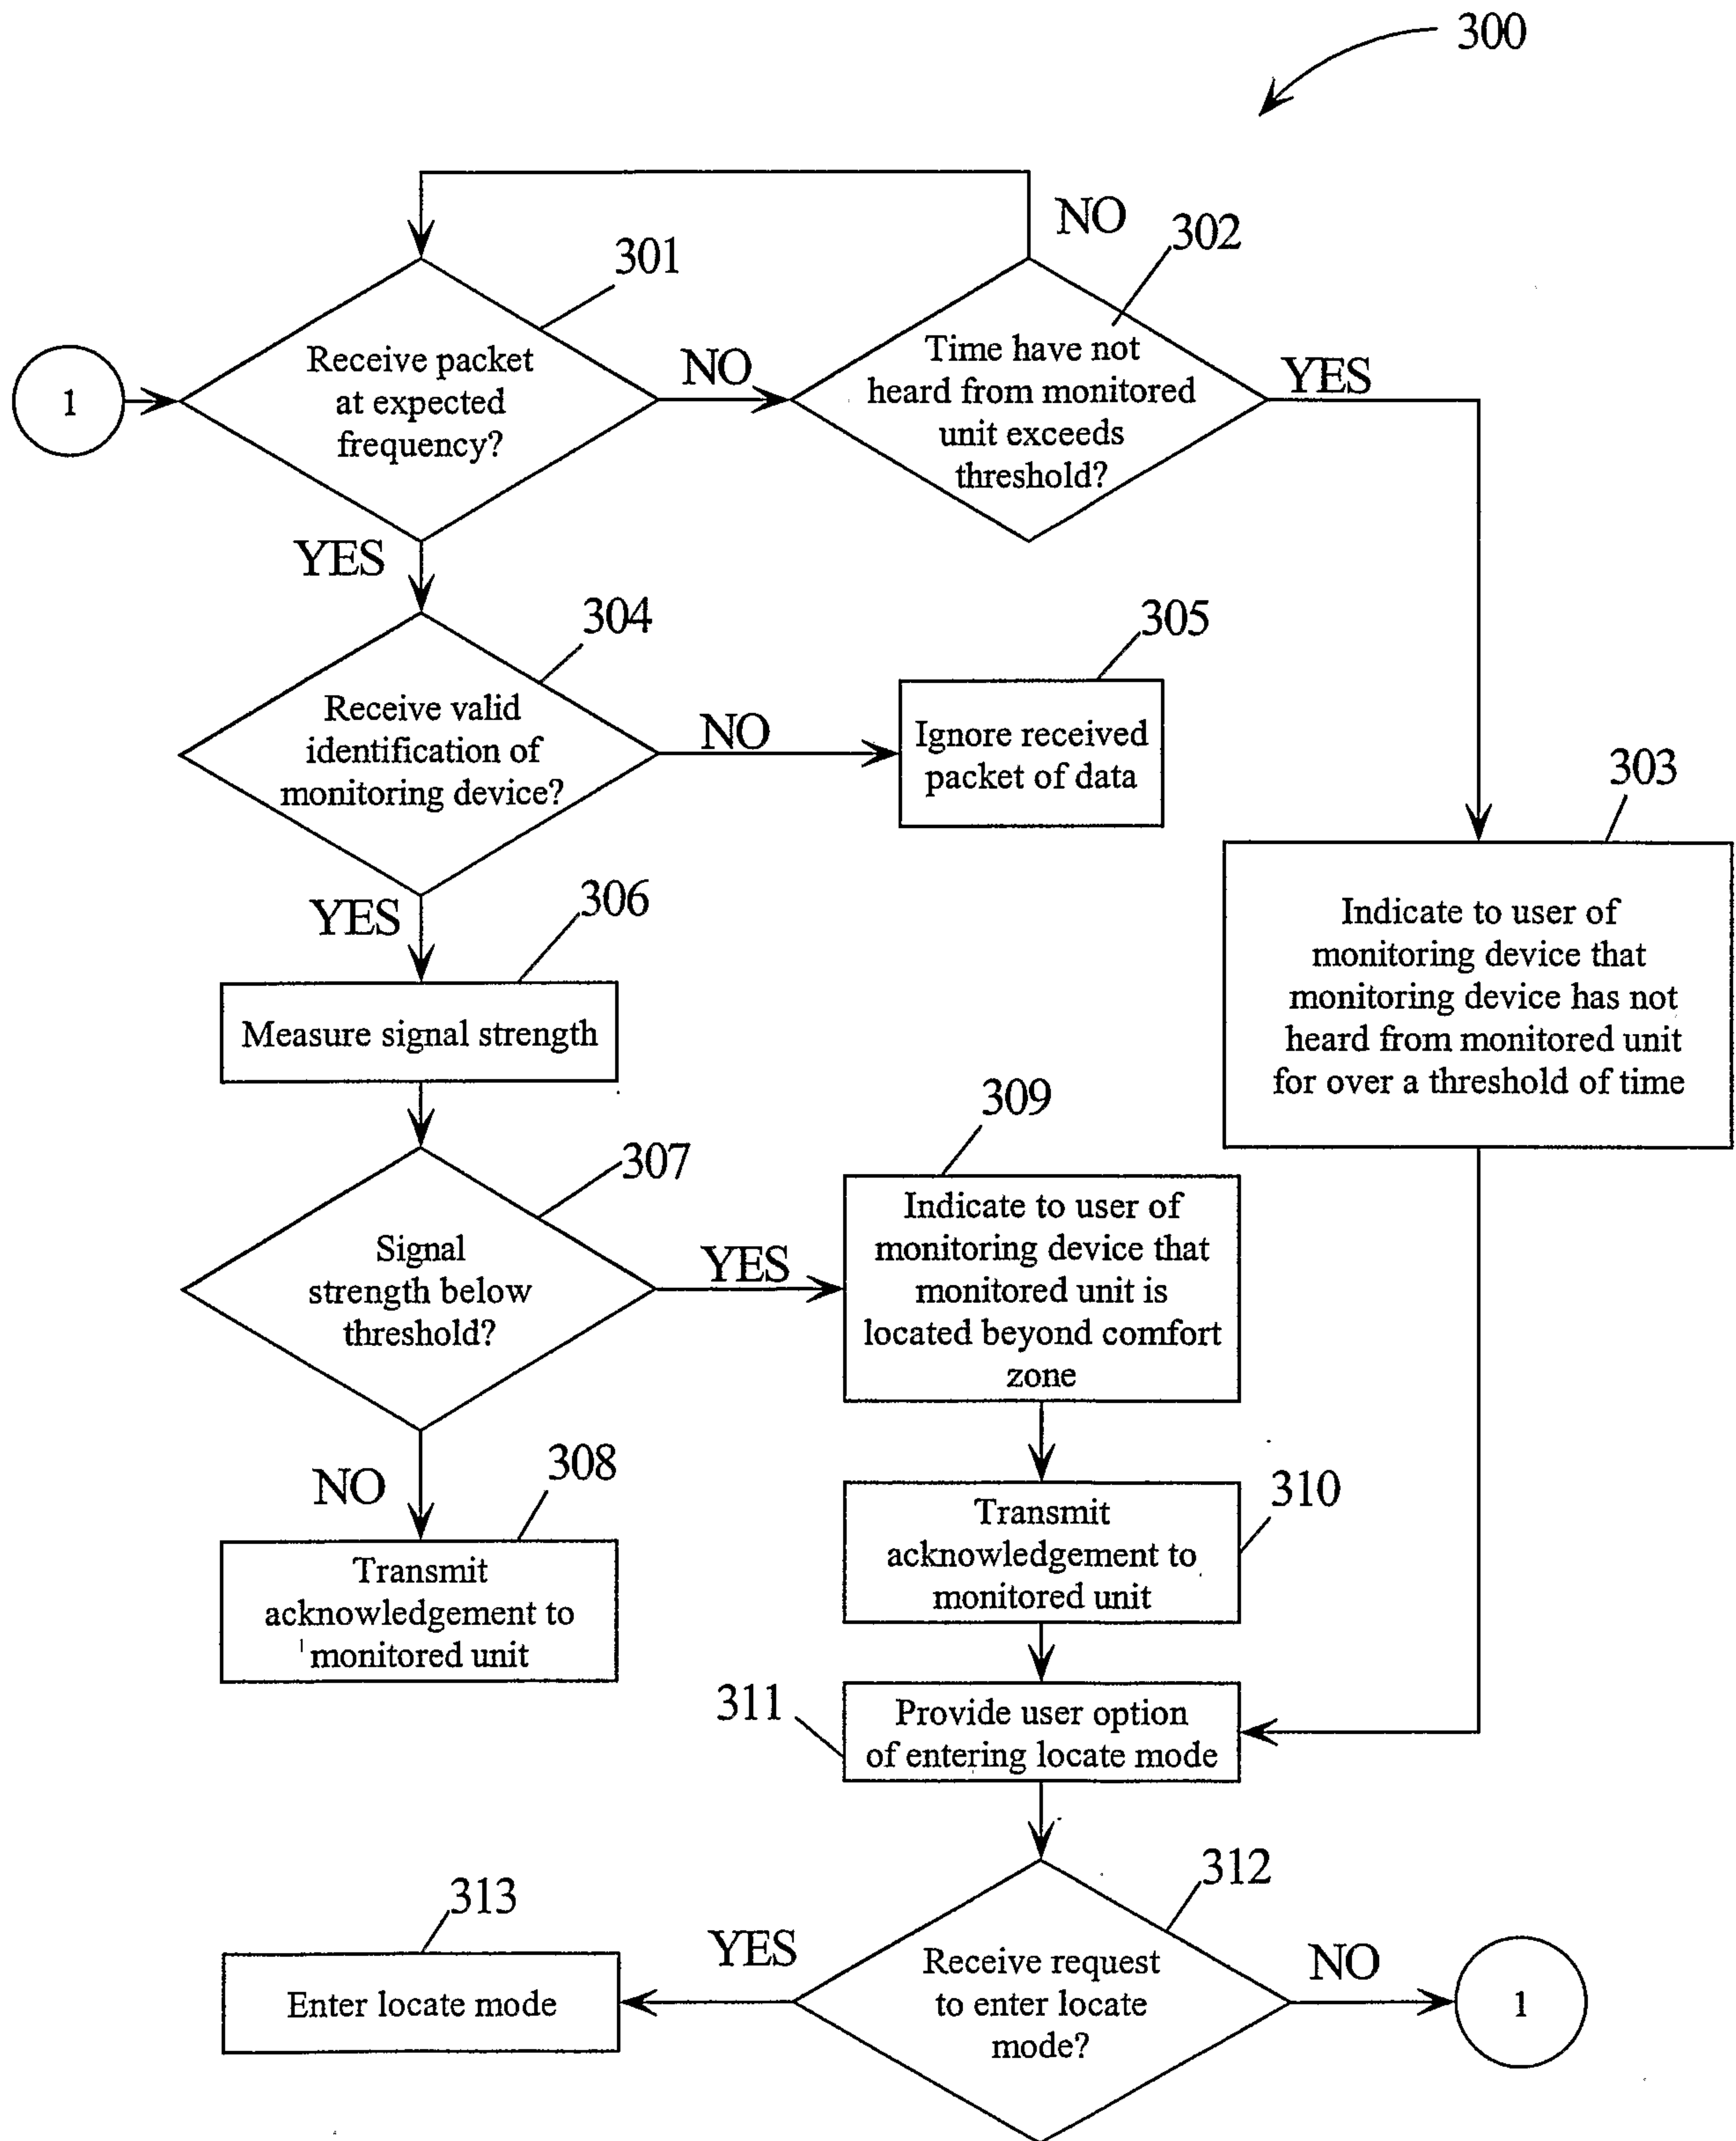 300
NO
302
301
Receive packet
at expected
frequency?
1
NO
Time have not
heard from monitored
unit exceeds
threshold?
YES
YES
304
305
Receive valid
identification of
monitoring device?
NO
Ignore received
packet of data
303
YES
306
Indicate to user of
monitoring device that
monitoring device has not
heard from monitored unit
for over a threshold of time
Measure signal strength
309
307
Signal
strength below
threshold?
YES
Indicate to user of
monitoring device that
monitored unit is
located beyond comfort
zone
NO
308
310
Transmit
acknowledgement to
monitored unit
Transmit
acknowledgement to
monitored unit
311
Provide user option
of entering locate mode
312
313
YES
Receive request
to enter locate
mode?
NO
1
Enter locate mode